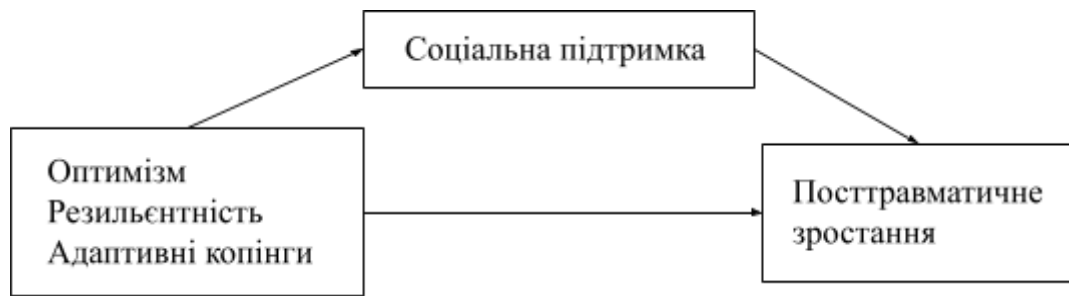 Соціальна підтримка
Оптимізм
Резильєнтність
Адаптивні копінги
Посттравматичне
зростання